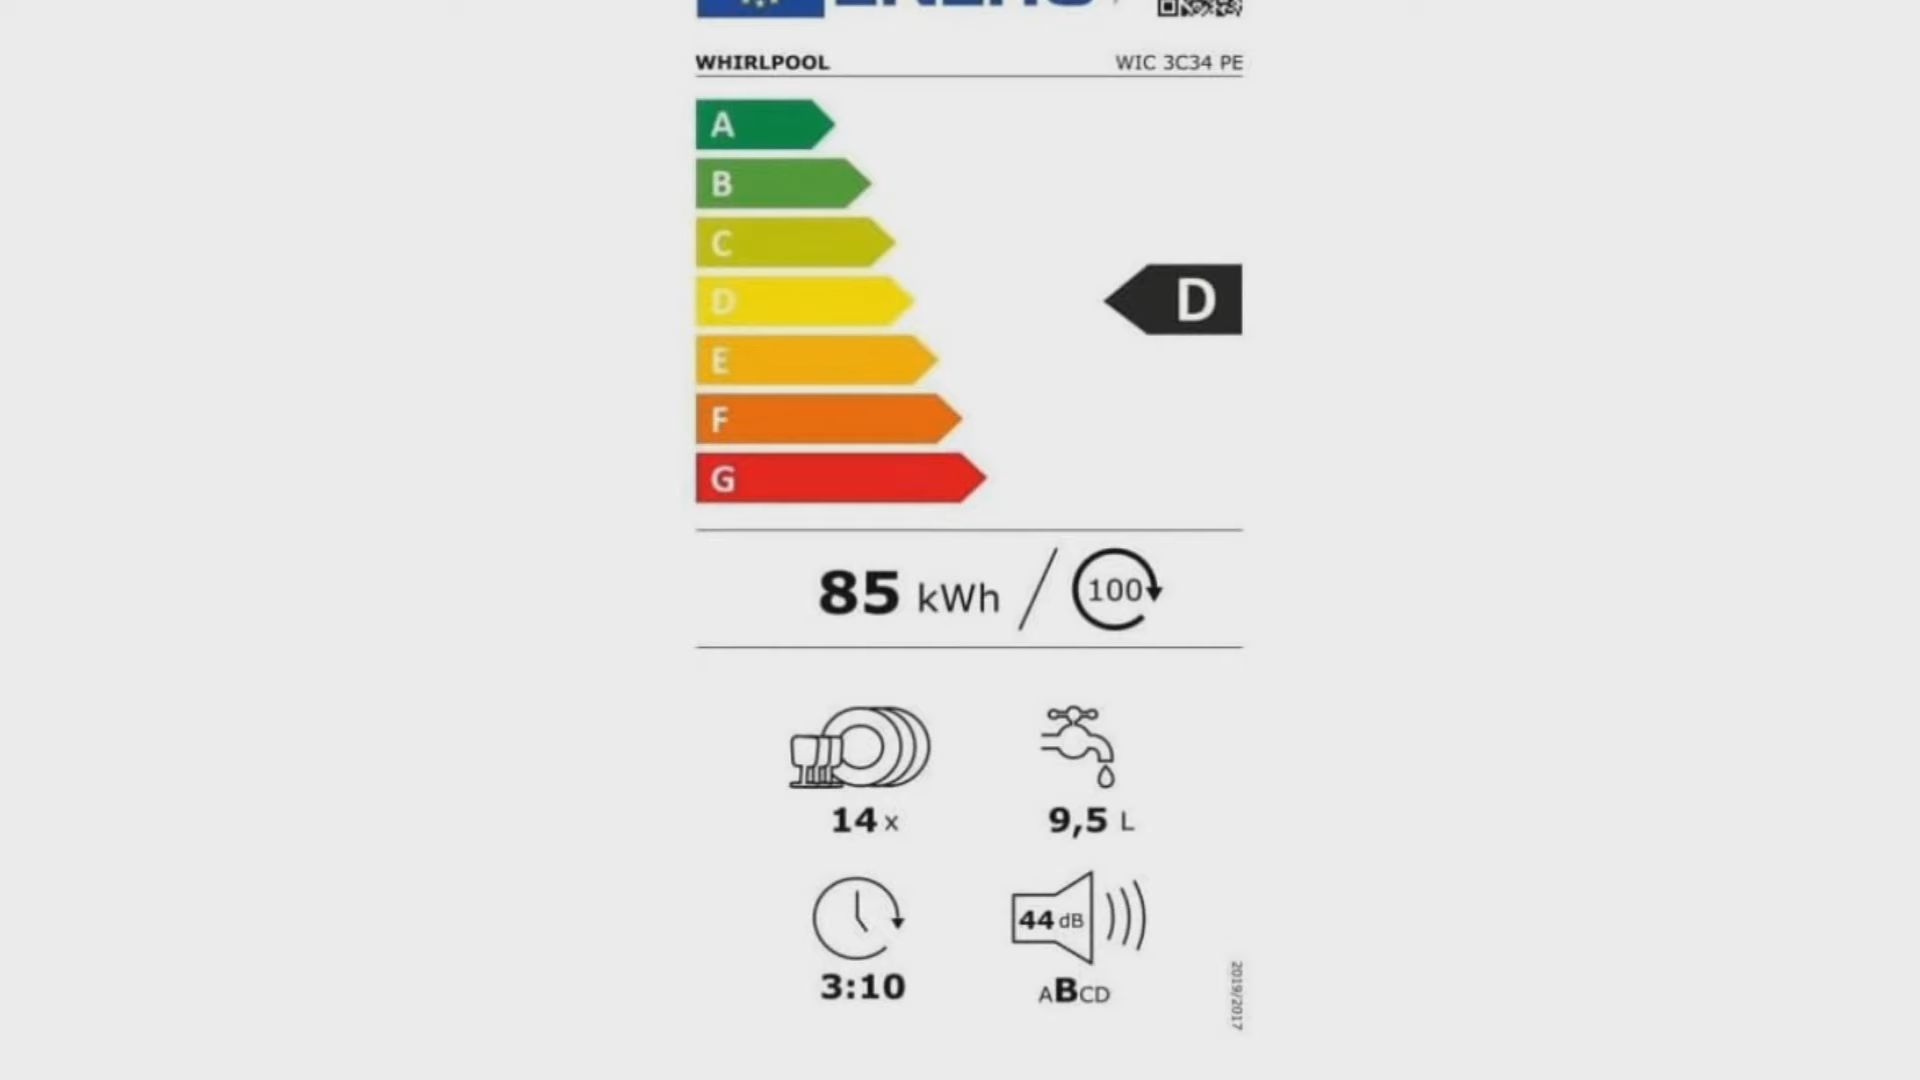 WHIRLPOOL WIC 3C34 PE
A
B
C
D
D
E
F
G
85 kWh / 100
14 x 9,5 L
44 dB
3:10 ABCD
2019/2017